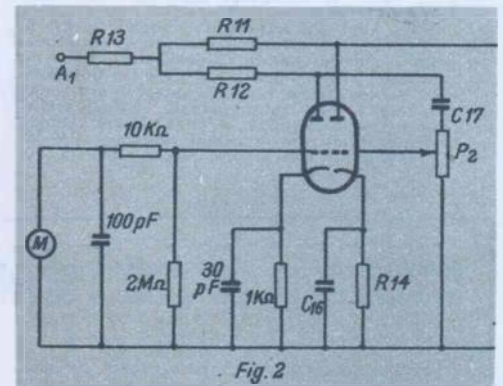 R13
R11
A1
R12
C17
10KΩ
P2
M
100pF
2MΩ
30
pF
1KΩ
C16
R14
Fig. 2